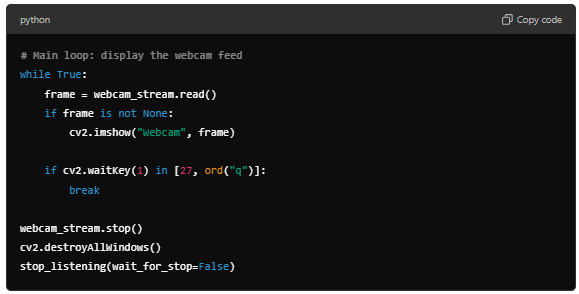 python
Copy code
# Main loop: display the webcam feed
while True:
    frame = webcam_stream.read()
    if frame is not None:
        cv2.imshow("Webcam", frame)
    if cv2.waitKey(1) in [27, ord("q")]:
        break
webcam_stream.stop()
cv2.destroyAllWindows()
stop_listening(wait_for_stop=False)